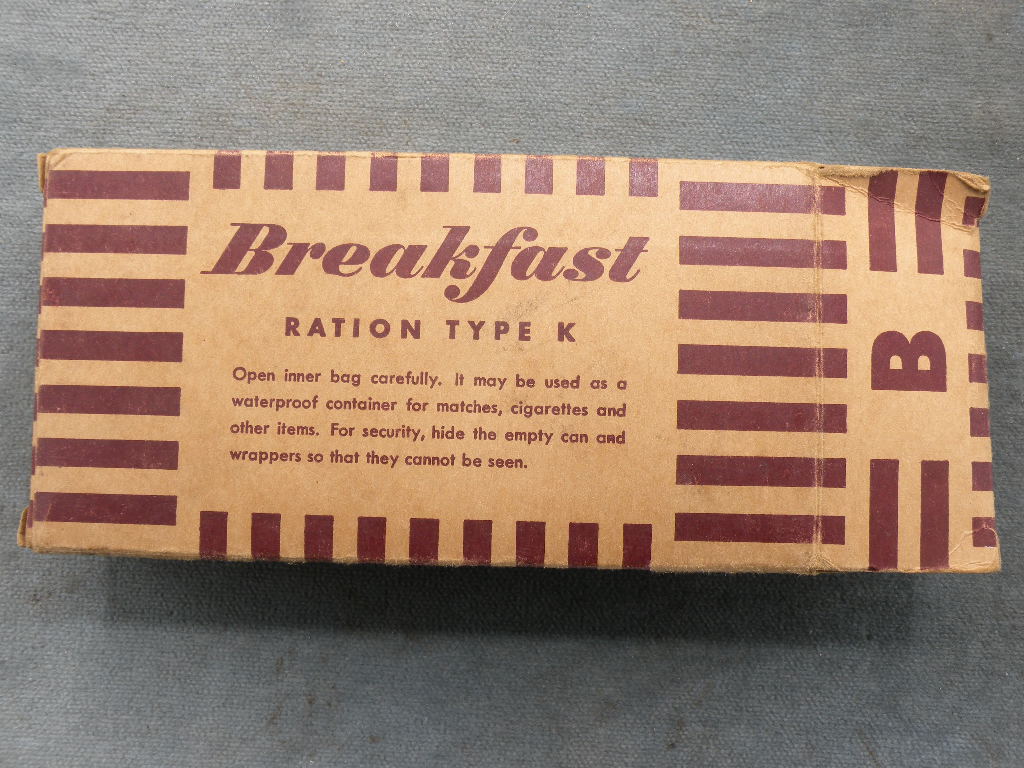 Breakfast
RATION TYPE K
Open inner bag carefully. It may be used as a
waterproof container for matches, cigarettes and
other items. For security, hide the empty can and
wrappers so that they cannot be seen.
B